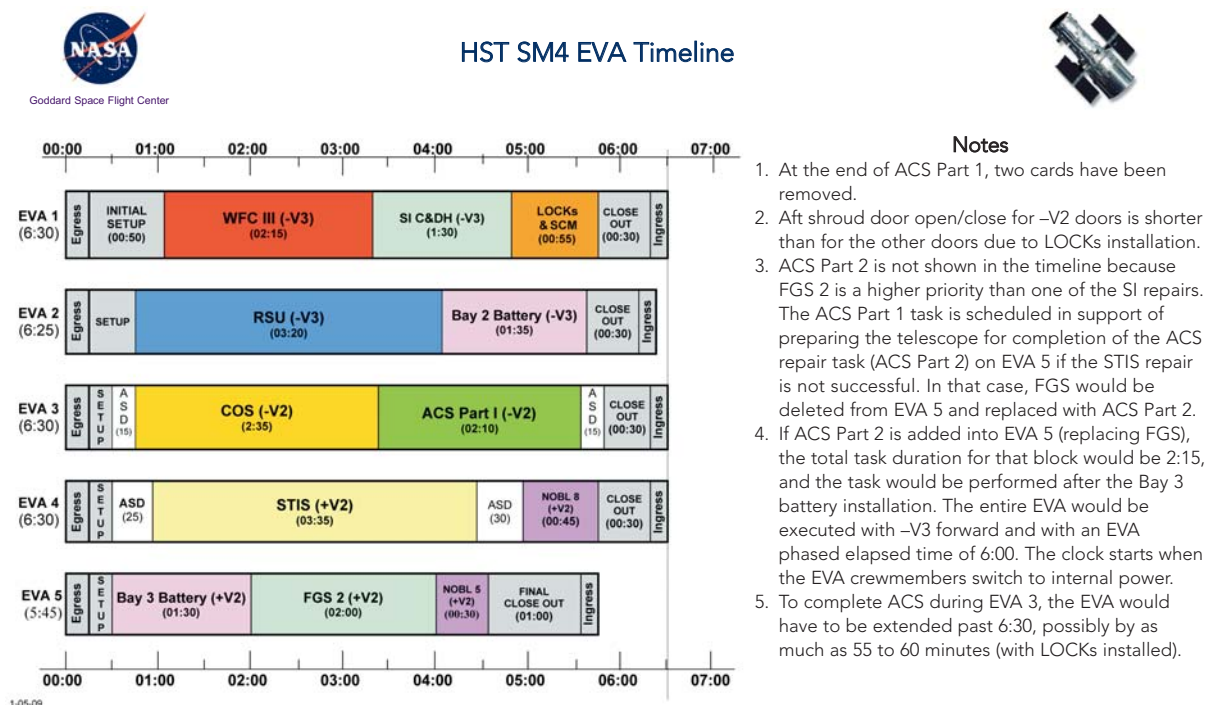 NASA
Goddard Space Flight Center
HST SM4 EVA Timeline
00:00 01:00 02:00 03:00 04:00 05:00 06:00 07:00
EVA 1
(6:30)
Egress
INITIAL
SETUP
(00:50)
WFC III (-V3)
(02:15)
SI C&DH (-V3)
(1:30)
LOCKs
& SCM
(00:55)
CLOSE
OUT
(00:30)
Ingress
EVA 2
(6:25)
Egress
SETUP
RSU (-V3)
(03:20)
Bay 2 Battery (-V3)
(01:35)
CLOSE
OUT
(00:30)
Ingress
EVA 3
(6:30)
Egress
S
E
T
U
P
A
S
D
(15)
COS (-V2)
(2:35)
ACS Part I (-V2)
(02:10)
A
S
D
(15)
CLOSE
OUT
(00:30)
Ingress
EVA 4
(6:30)
Egress
S
E
T
U
P
ASD
(25)
STIS (+V2)
(03:35)
ASD
(30)
NOBL 8
(+V2)
(00:45)
CLOSE
OUT
(00:30)
Ingress
EVA 5
(5:45)
Egress
S
E
T
U
P
Bay 3 Battery (+V2)
(01:30)
FGS 2 (+V2)
(02:00)
NOBL 5
(+V2)
(00:30)
FINAL
CLOSE OUT
(01:00)
Ingress
00:00 01:00 02:00 03:00 04:00 05:00 06:00 07:00
1-05-09
Notes
1. At the end of ACS Part 1, two cards have been
removed.
2. Aft shroud door open/close for –V2 doors is shorter
than for the other doors due to LOCKs installation.
3. ACS Part 2 is not shown in the timeline because
FGS 2 is a higher priority than one of the SI repairs.
The ACS Part 1 task is scheduled in support of
preparing the telescope for completion of the ACS
repair task (ACS Part 2) on EVA 5 if the STIS repair
is not successful. In that case, FGS would be
deleted from EVA 5 and replaced with ACS Part 2.
4. If ACS Part 2 is added into EVA 5 (replacing FGS),
the total task duration for that block would be 2:15,
and the task would be performed after the Bay 3
battery installation. The entire EVA would be
executed with –V3 forward and with an EVA
phased elapsed time of 6:00. The clock starts when
the EVA crewmembers switch to internal power.
5. To complete ACS during EVA 3, the EVA would
have to be extended past 6:30, possibly by as
much as 55 to 60 minutes (with LOCKs installed).